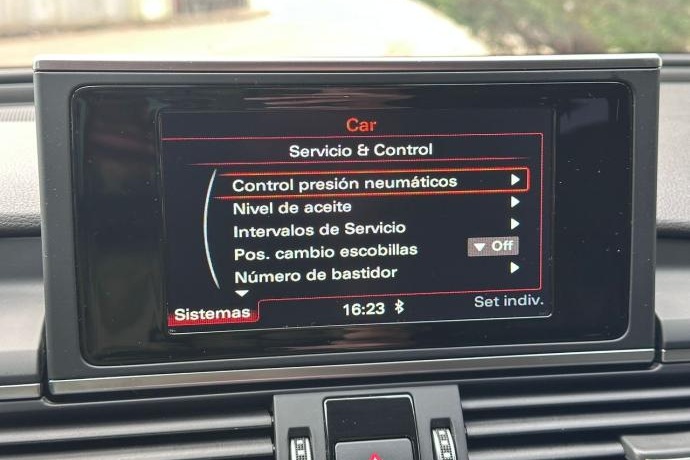 Car
Servicio & Control
Control presión neumáticos
Nivel de aceite
Intervalos de Servicio
Pos. cambio escobillas Off
Número de bastidor
Sistemas 16:23 Set indiv.